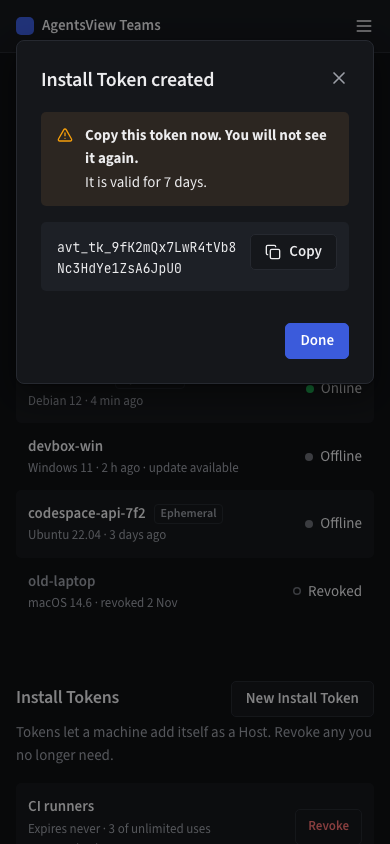 AgentsView Teams
Install Token created
Copy this token now. You will not see
it again.
It is valid for 7 days.
avt_tk_9fK2mQx7LwR4tVb8
Nc3HdYe1ZsA6JpU0
Copy
Done
Online
Debian 12 · 4 min ago
devbox-win
Offline
Windows 11 · 2 h ago · update available
codespace-api-7f2 Ephemeral
Offline
Ubuntu 22.04 · 3 days ago
old-laptop
Revoked
macOS 14.6 · revoked 2 Nov
Install Tokens
New Install Token
Tokens let a machine add itself as a Host. Revoke any you
no longer need.
CI runners
Expires never · 3 of unlimited uses
Revoke